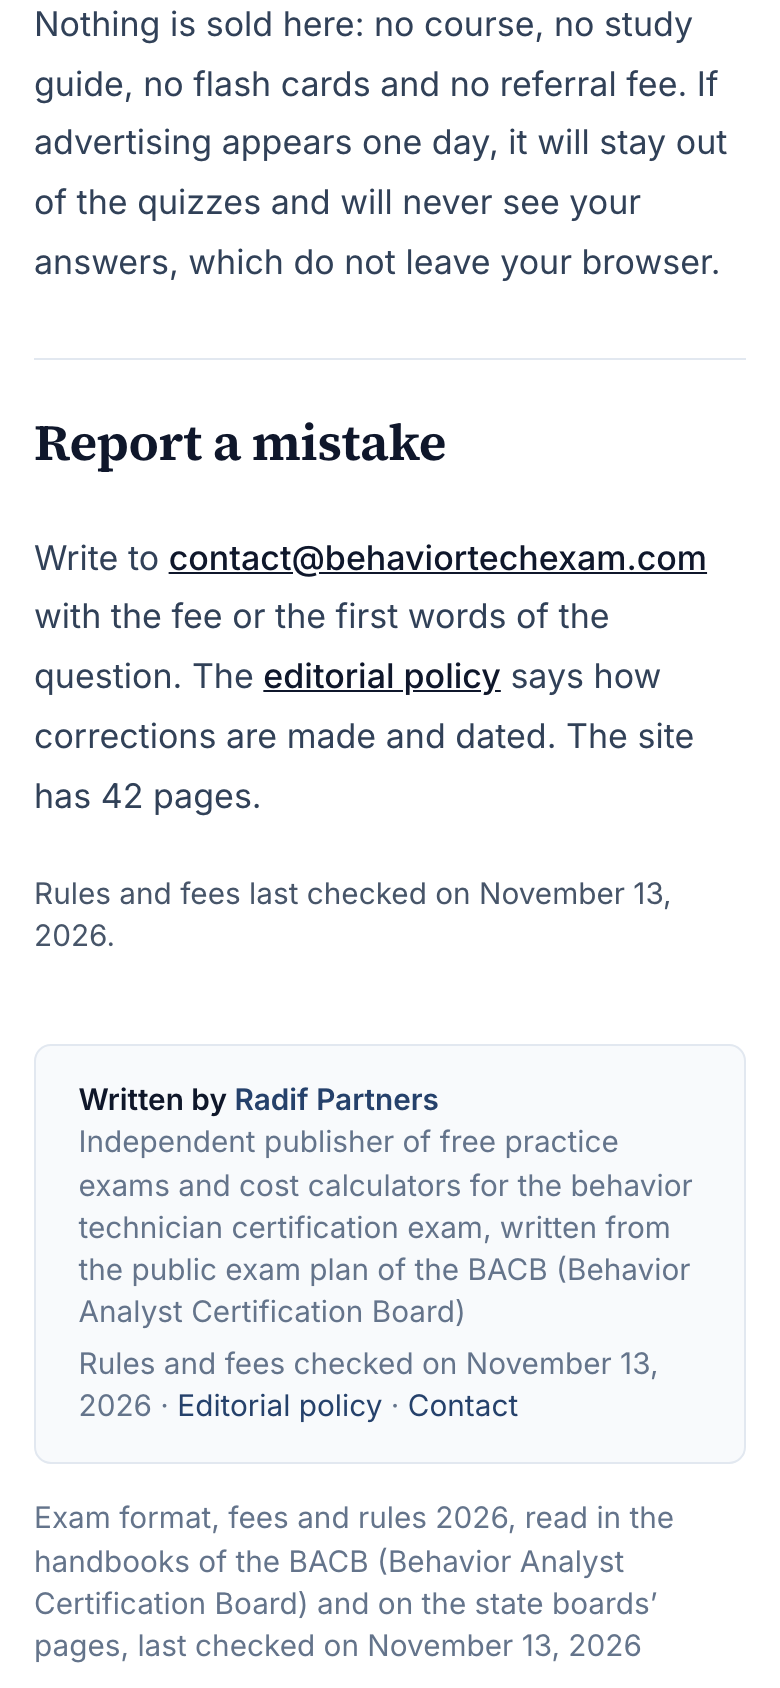 Nothing is sold here: no course, no study
guide, no flash cards and no referral fee. If
advertising appears one day, it will stay out
of the quizzes and will never see your
answers, which do not leave your browser.
Report a mistake
Write to contact@behaviortechexam.com
with the fee or the first words of the
question. The editorial policy says how
corrections are made and dated. The site
has 42 pages.
Rules and fees last checked on November 13,
2026.
Written by Radif Partners
Independent publisher of free practice
exams and cost calculators for the behavior
technician certification exam, written from
the public exam plan of the BACB (Behavior
Analyst Certification Board)
Rules and fees checked on November 13,
2026 · Editorial policy · Contact
Exam format, fees and rules 2026, read in the
handbooks of the BACB (Behavior Analyst
Certification Board) and on the state boards’
pages, last checked on November 13, 2026